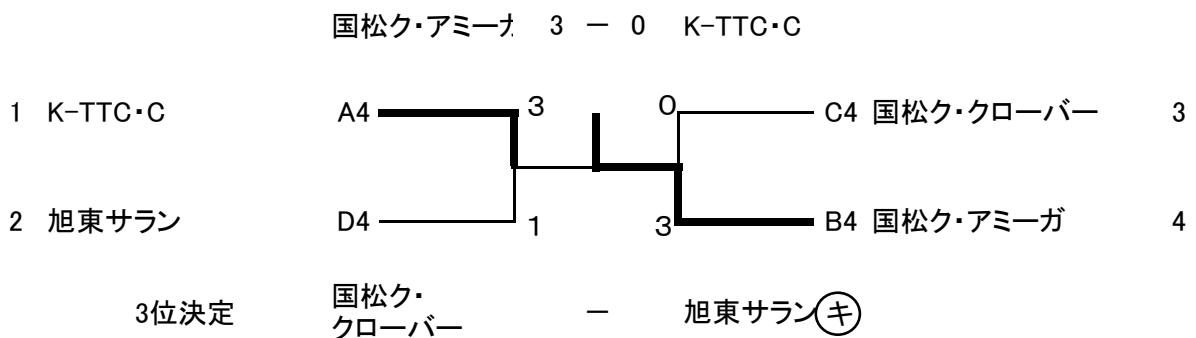 国松ク・アミーガ 3 － 0 K-TTC・C
1 K-TTC・C A4 3 0 C4 国松ク・クローバー 3
2 旭東サラン D4 1 3 B4 国松ク・アミーガ 4
3位決定 国松ク・クローバー － 旭東サラン キ